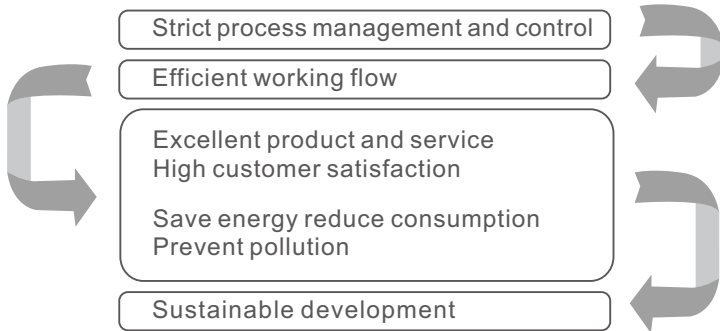 Strict process management and control
Efficient working flow
Excellent product and service
High customer satisfaction
Save energy reduce consumption
Prevent pollution
Sustainable development